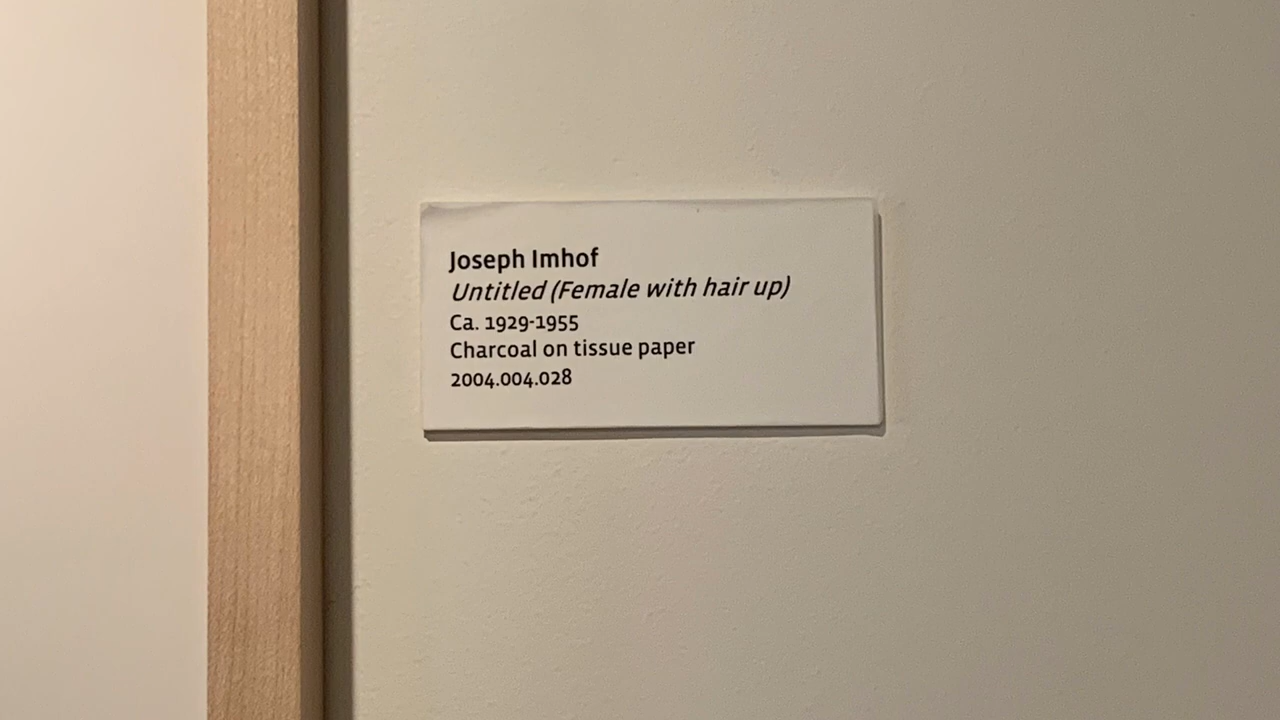 Joseph Imhof
Untitled (Female with hair up)
Ca. 1929-1955
Charcoal on tissue paper
2004.004.028